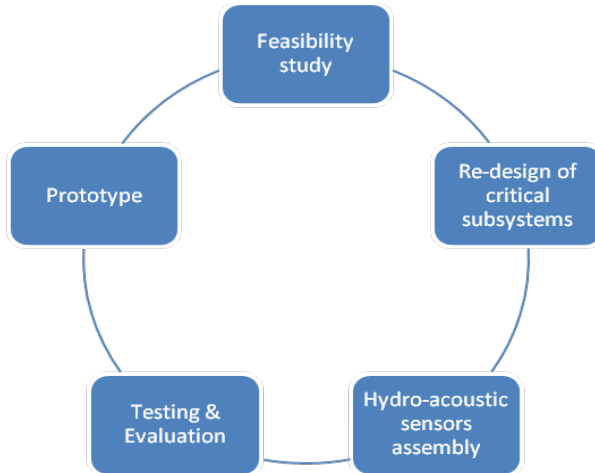 Feasibility
study
Re-design of
critical
subsystems
Hydro-acoustic
sensors
assembly
Testing &
Evaluation
Prototype